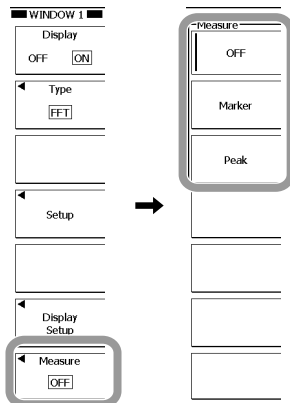 WINDOW 1
Display
OFF ON
Type
FFT
Setup
Display
Setup
Measure
OFF
Measure
OFF
Marker
Peak